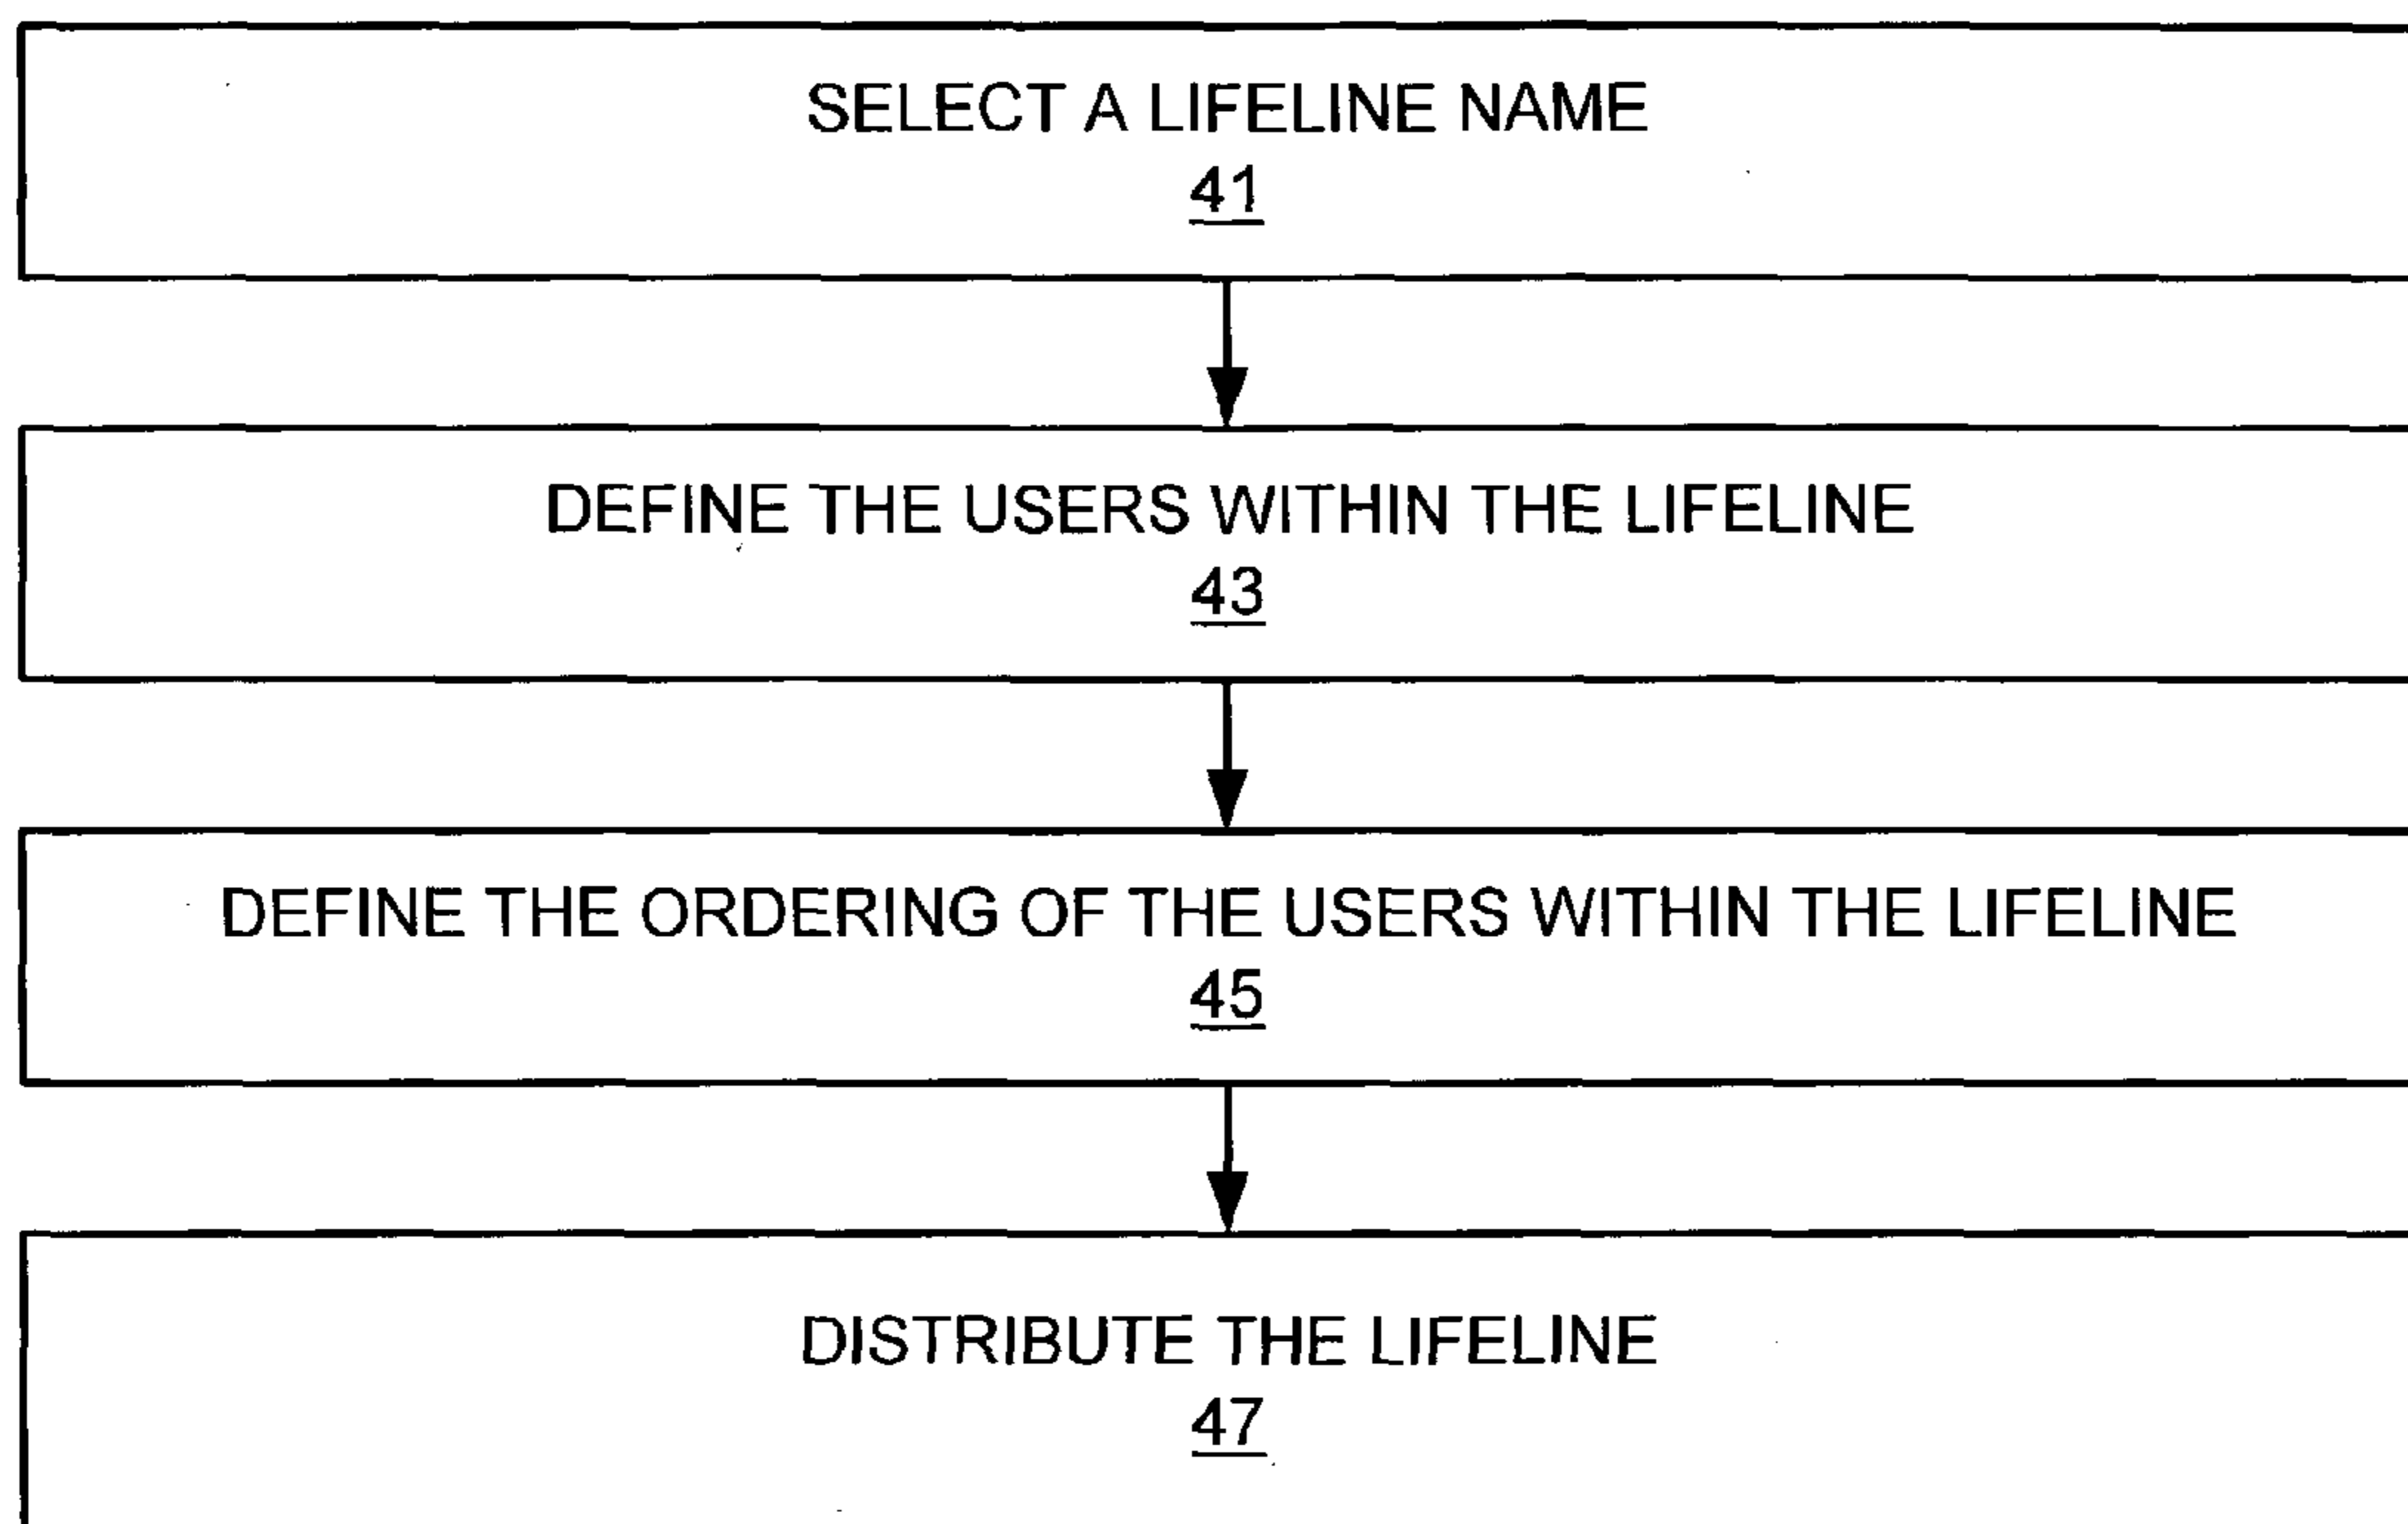 SELECT A LIFELINE NAME
41
DEFINE THE USERS WITHIN THE LIFELINE
43
DEFINE THE ORDERING OF THE USERS WITHIN THE LIFELINE
45
DISTRIBUTE THE LIFELINE
47